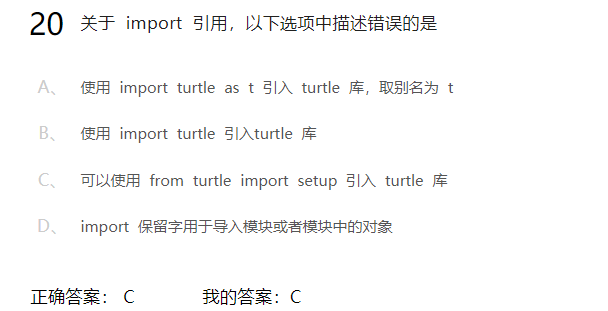 20 关于 import 引用，以下选项中描述错误的是
A、 使用 import turtle as t 引入 turtle 库，取别名为 t
B、 使用 import turtle 引入turtle 库
C、 可以使用 from turtle import setup 引入 turtle 库
D、 import 保留字用于导入模块或者模块中的对象
正确答案： C 我的答案：C